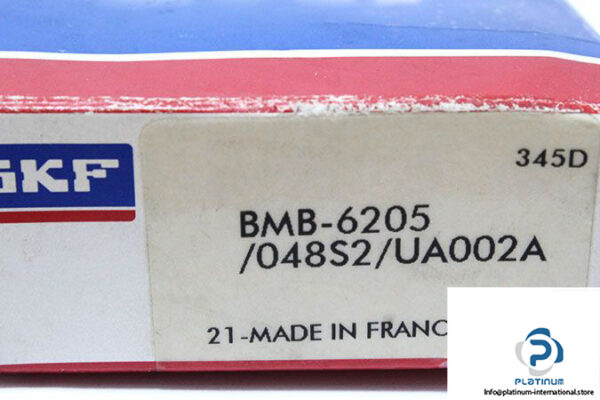 345D
SKF
BMB-6205
/048S2/UA002A
21-MADE IN FRANC
PLATINUM
Info@platinum-international.store